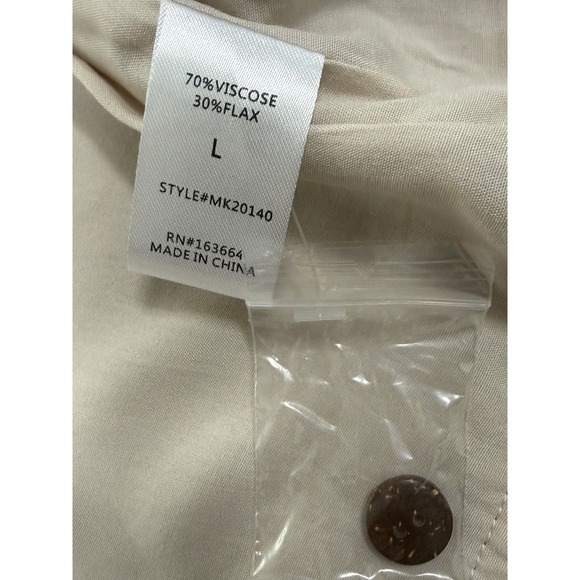 70%VISCOSE
30%FLAX
L
STYLE#MK20140
RN#163664
MADE IN CHINA